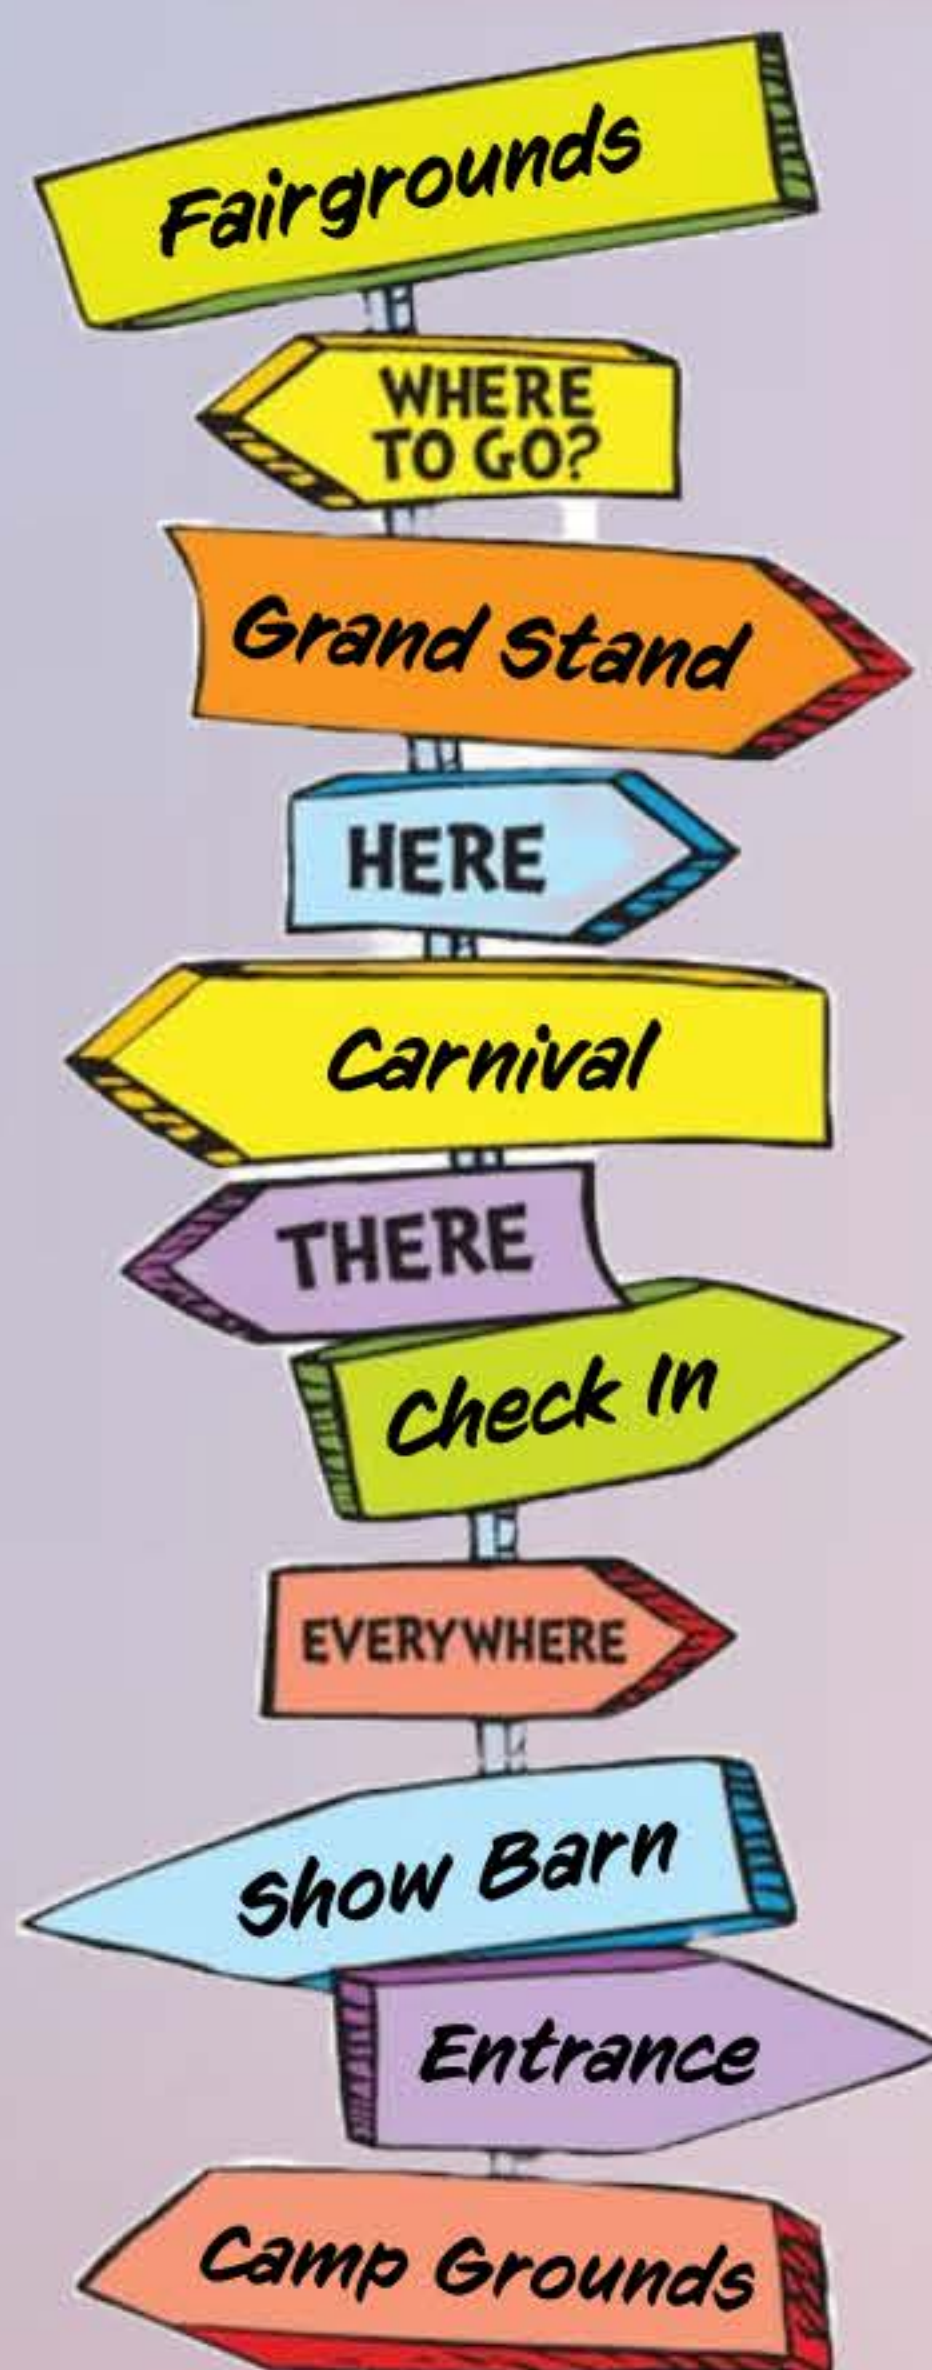 Fairgrounds
WHERE
TO GO?
Grand Stand
HERE
Carnival
THERE
Check In
EVERYWHERE
Show Barn
Entrance
Camp Grounds